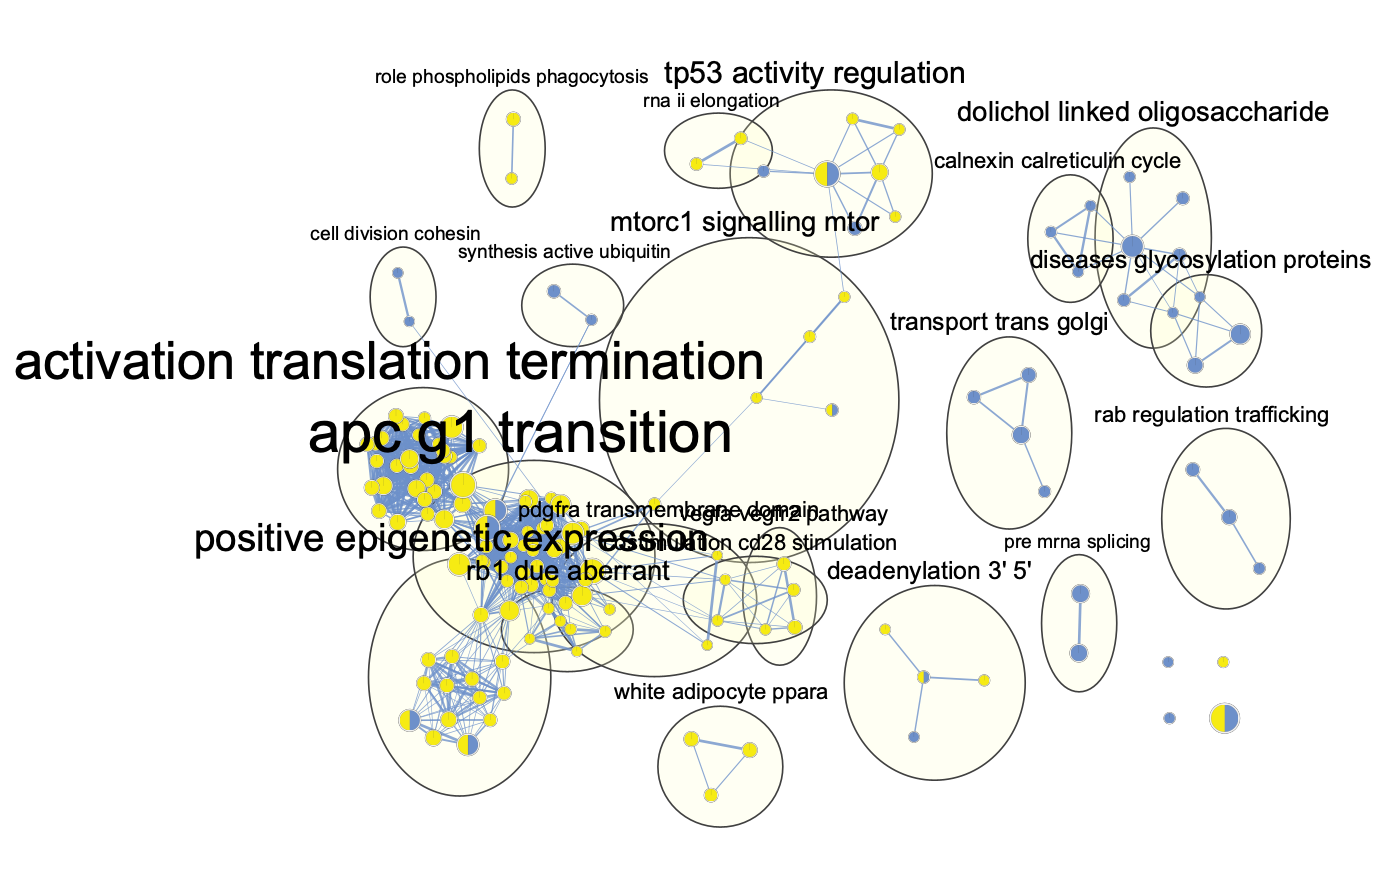 role phospholipids phagocytosis
tp53 activity regulation
rna ii elongation
dolichol linked oligosaccharide
calnexin calreticulin cycle
mtorc1 signalling mtor
cell division cohesin
synthesis active ubiquitin
diseases glycosylation proteins
transport trans golgi
activation translation termination
rab regulation trafficking
apc g1 transition
pdgfra transmembrane domain
vegfa vegfr2 pathway
positive epigenetic expression
costimulation cd28 stimulation
pre mrna splicing
rb1 due aberrant
deadenylation 3' 5'
white adipocyte ppara